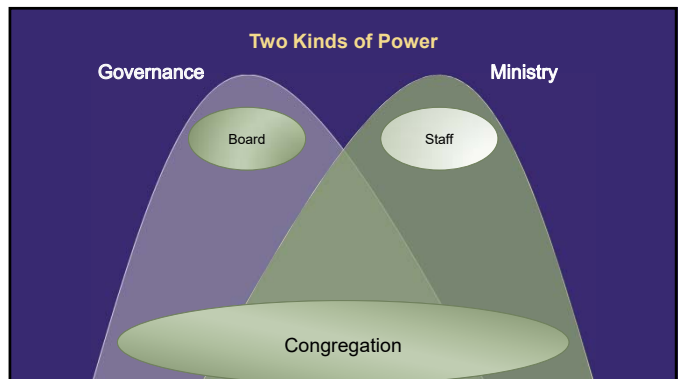 Two Kinds of Power
Governance
Ministry
Board
Staff
Congregation